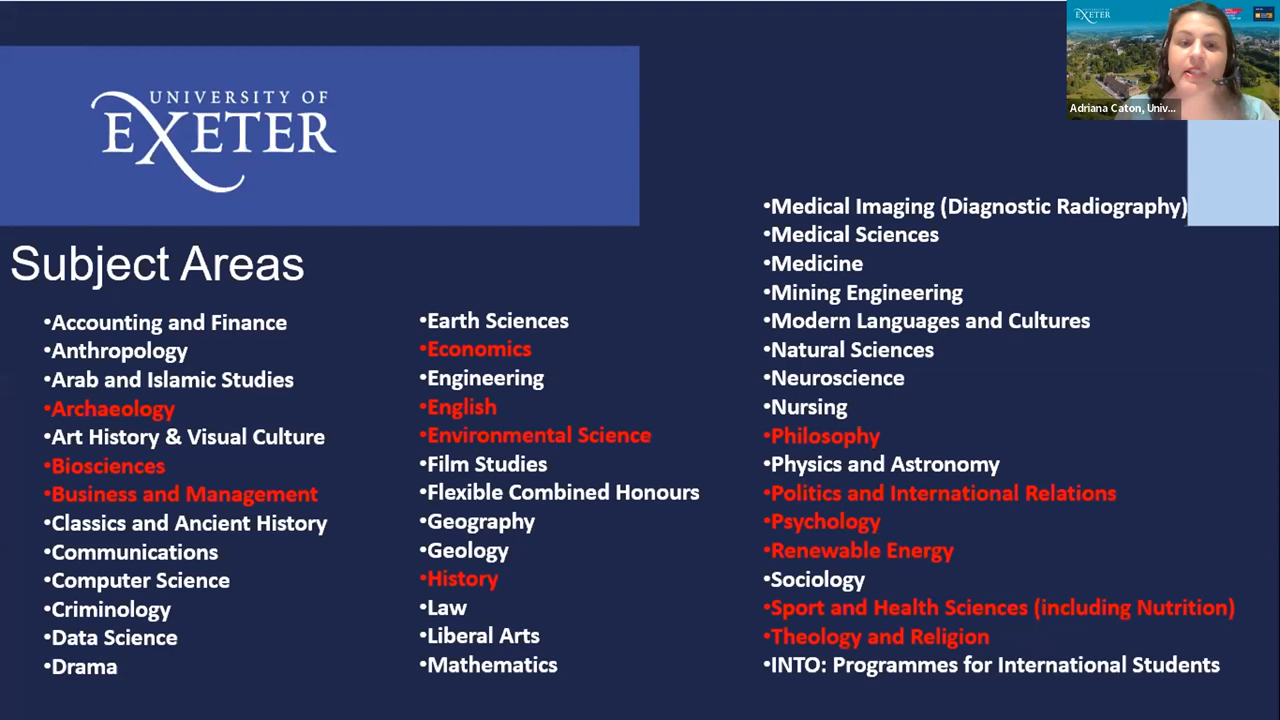 UNIVERSITY OF
EXETER
Subject Areas
•Accounting and Finance
•Anthropology
•Arab and Islamic Studies
•Archaeology
•Art History & Visual Culture
•Biosciences
•Business and Management
•Classics and Ancient History
•Communications
•Computer Science
•Criminology
•Data Science
•Drama
•Earth Sciences
•Economics
•Engineering
•English
•Environmental Science
•Film Studies
•Flexible Combined Honours
•Geography
•Geology
•History
•Law
•Liberal Arts
•Mathematics
•Medical Imaging (Diagnostic Radiography)
•Medical Sciences
•Medicine
•Mining Engineering
•Modern Languages and Cultures
•Natural Sciences
•Neuroscience
•Nursing
•Philosophy
•Physics and Astronomy
•Politics and International Relations
•Psychology
•Renewable Energy
•Sociology
•Sport and Health Sciences (including Nutrition)
•Theology and Religion
•INTO: Programmes for International Students
EXETER
Adriana Caton, Univ...